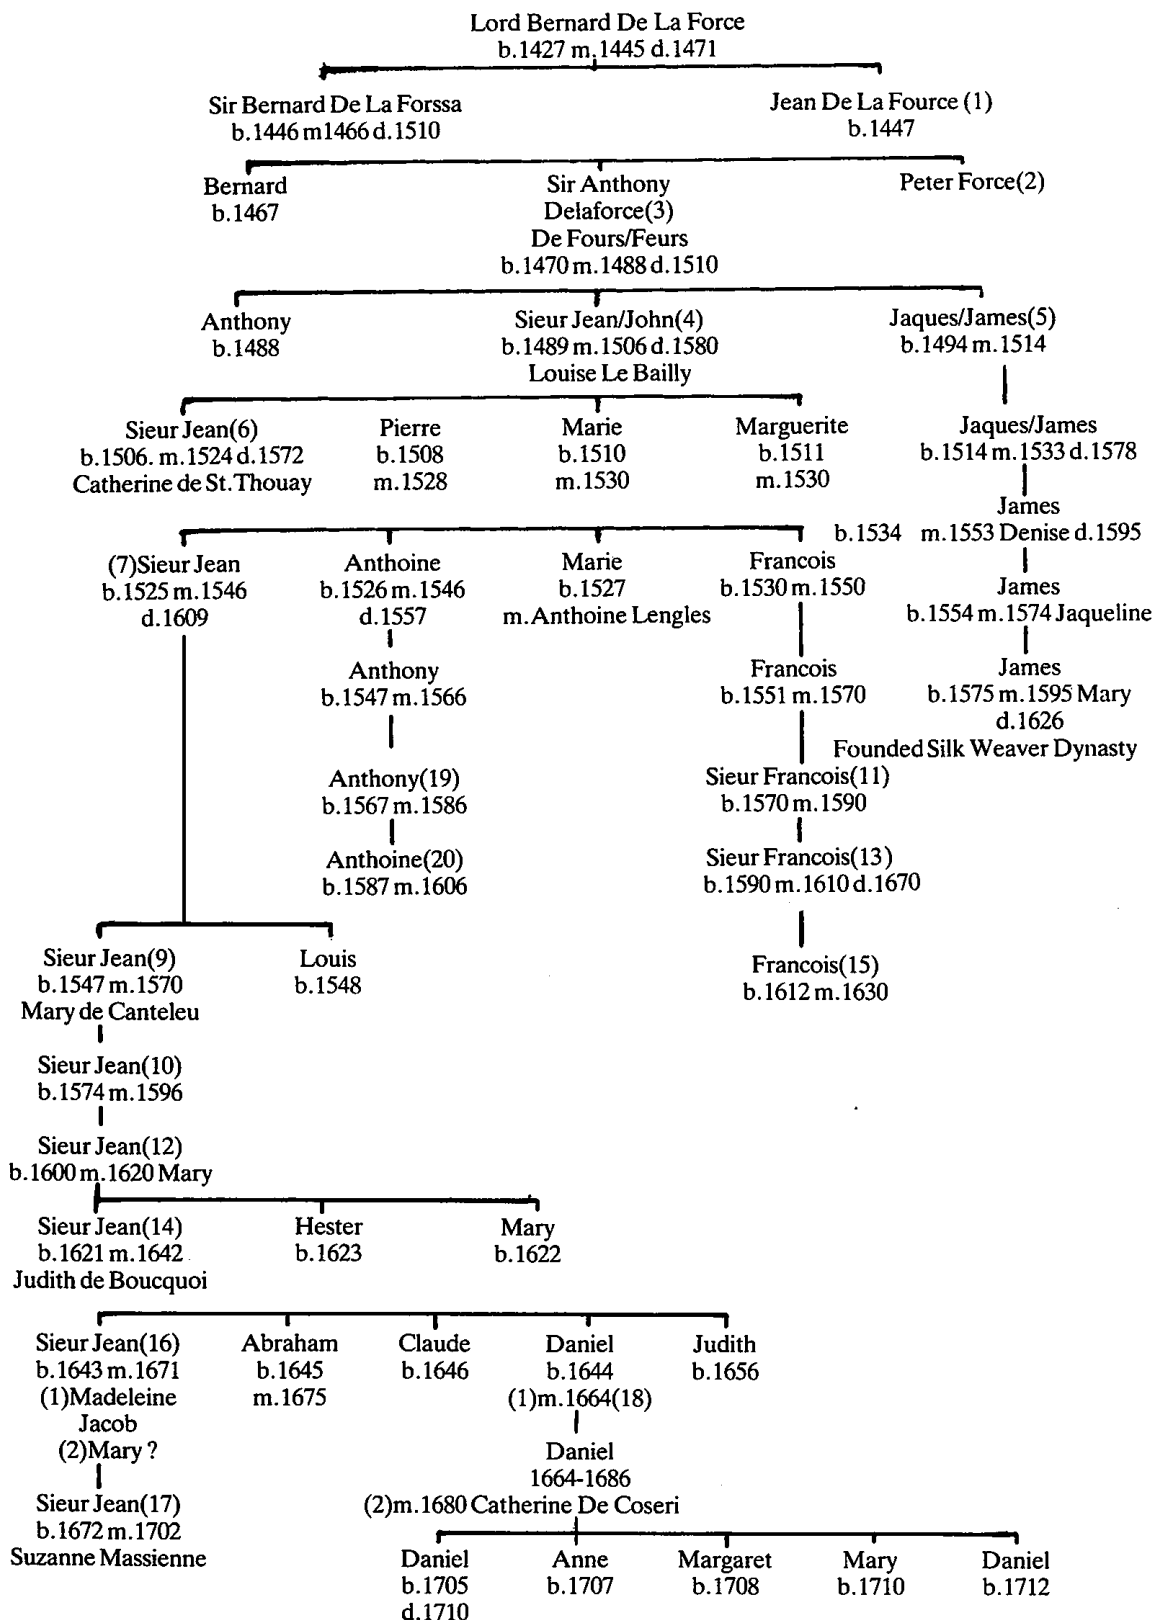 Lord Bernard De La Force
b.1427 m.1445 d.1471
Sir Bernard De La Forssa
b.1446 m1466 d.1510
Jean De La Fource (1)
b.1447
Bernard
b.1467
Sir Anthony
Delaforce(3)
De Fours/Feurs
b.1470 m.1488 d.1510
Peter Force(2)
Anthony
b.1488
Sieur Jean/John(4)
b.1489 m.1506 d.1580
Louise Le Bailly
Jaques/James(5)
b.1494 m.1514
Sieur Jean(6)
b.1506. m.1524 d.1572
Catherine de St.Thouay
Pierre
b.1508
m.1528
Marie
b.1510
m.1530
Marguerite
b.1511
m.1530
Jaques/James
b.1514 m.1533 d.1578
James
b.1534 m.1553 Denise d.1595
(7)Sieur Jean
b.1525 m.1546
d.1609
Anthoine
b.1526 m.1546
d.1557
Marie
b.1527
m.Anthoine Lengles
Francois
b.1530 m.1550
James
b.1554 m.1574 Jaqueline
Anthony
b.1547 m.1566
Francois
b.1551 m.1570
James
b.1575 m.1595 Mary
d.1626
Founded Silk Weaver Dynasty
Anthony(19)
b.1567 m.1586
Sieur Francois(11)
b.1570 m.1590
Anthoine(20)
b.1587 m.1606
Sieur Francois(13)
b.1590 m.1610 d.1670
Sieur Jean(9)
b.1547 m.1570
Mary de Canteleu
Louis
b.1548
Francois(15)
b.1612 m.1630
Sieur Jean(10)
b.1574 m.1596
Sieur Jean(12)
b.1600 m.1620 Mary
Sieur Jean(14)
b.1621 m.1642
Judith de Boucquoi
Hester
b.1623
Mary
b.1622
Sieur Jean(16)
b.1643 m.1671
(1)Madeleine
Jacob
(2)Mary ?
Abraham
b.1645
m.1675
Claude
b.1646
Daniel
b.1644
(1)m.1664(18)
Judith
b.1656
Daniel
1664-1686
(2)m.1680 Catherine De Coseri
Sieur Jean(17)
b.1672 m.1702
Suzanne Massienne
Daniel
b.1705
d.1710
Anne
b.1707
Margaret
b.1708
Mary
b.1710
Daniel
b.1712